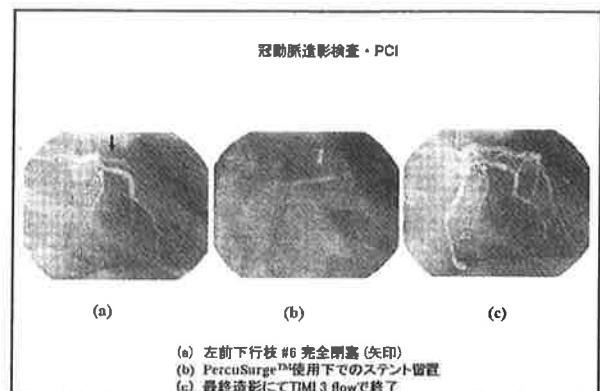 冠動脈造影検査・PCI
(a) (b) (c)
(a) 左前下行枝 #6 完全閉塞 (矢印)
(b) PercuSurge™使用下でのステント留置
(c) 最終造影にてTIMI 3 flowで終了